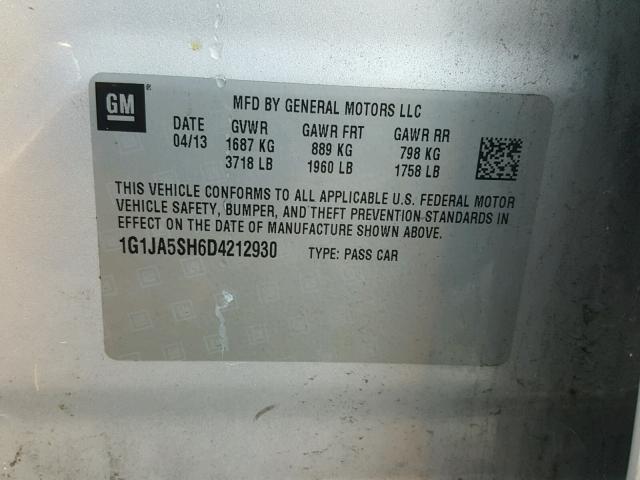 GM ® MFD BY GENERAL MOTORS LLC
DATE GVWR GAWR FRT GAWR RR
04/13 1687 KG 889 KG 798 KG
3718 LB 1960 LB 1758 LB
THIS VEHICLE CONFORMS TO ALL APPLICABLE U.S. FEDERAL MOTOR
VEHICLE SAFETY, BUMPER, AND THEFT PREVENTION STANDARDS IN
EFFECT ON THE DATE OF MANUFACTURE SHOWN ABOVE.
1G1JA5SH6D4212930 TYPE: PASS CAR